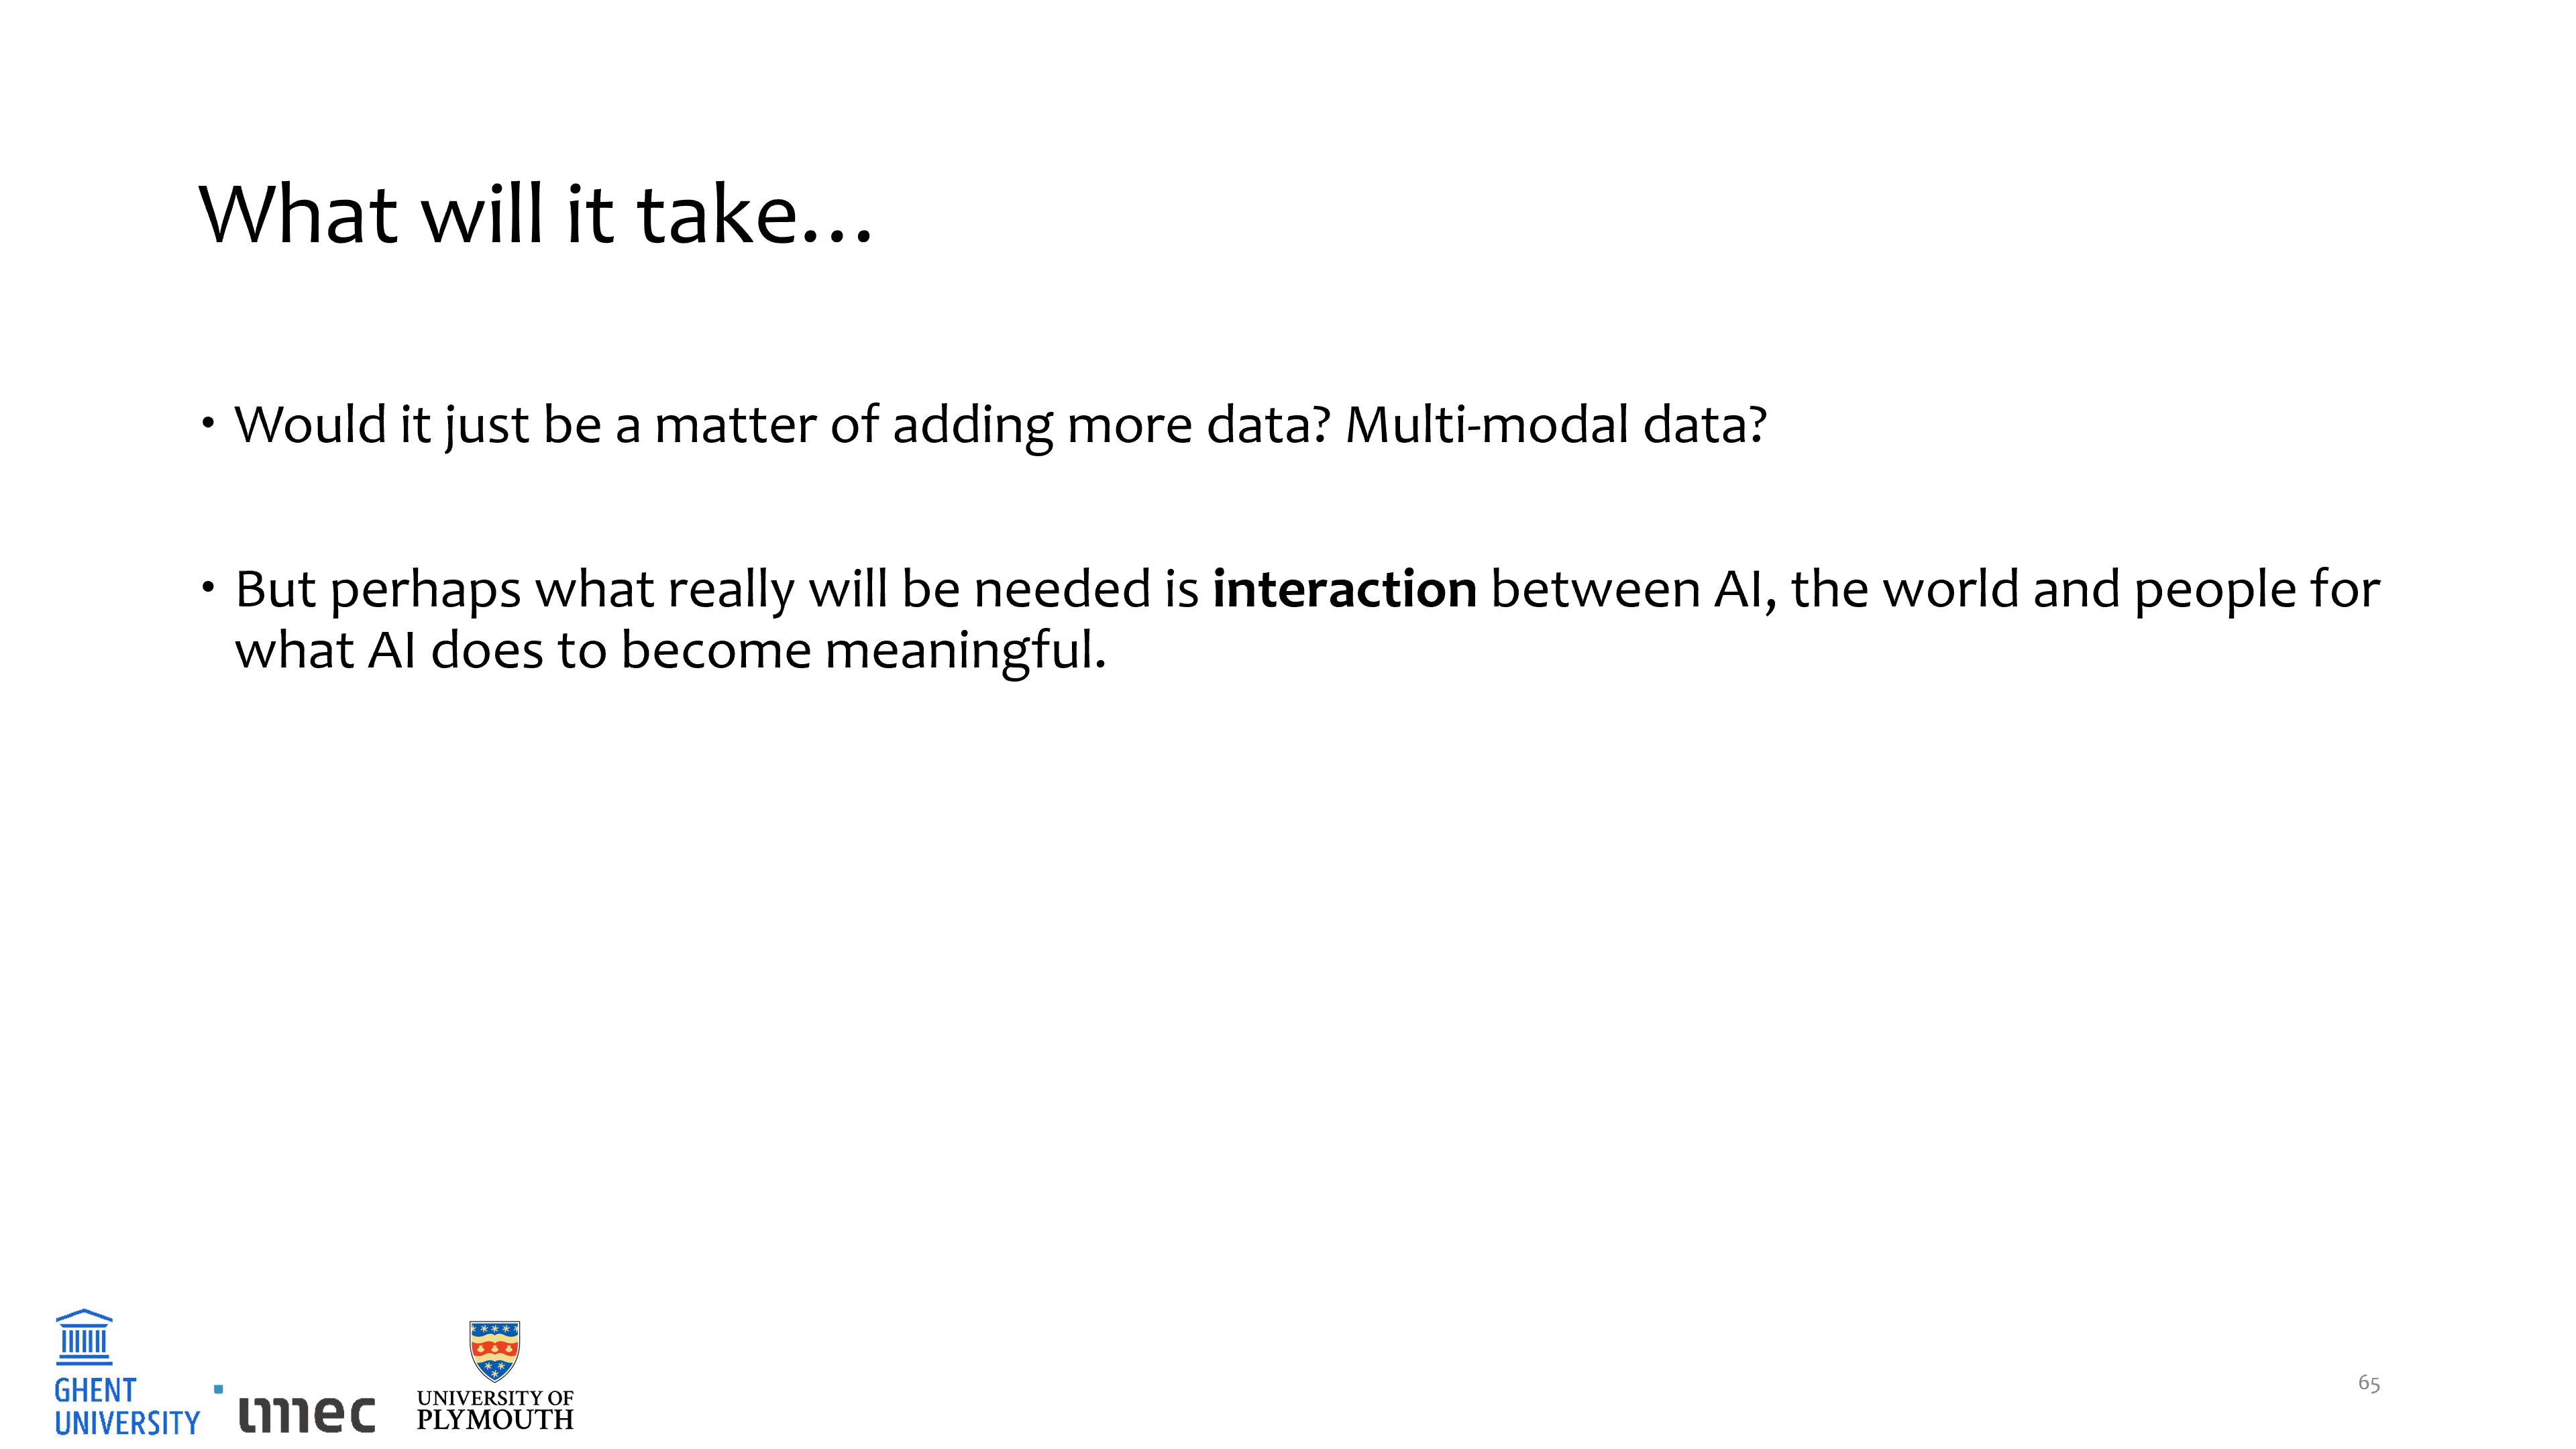 What will it take…
• Would it just be a matter of adding more data? Multi-modal data?
• But perhaps what really will be needed is interaction between AI, the world and people for
what AI does to become meaningful.
65
GHENT
UNIVERSITY
imec
UNIVERSITY OF
PLYMOUTH